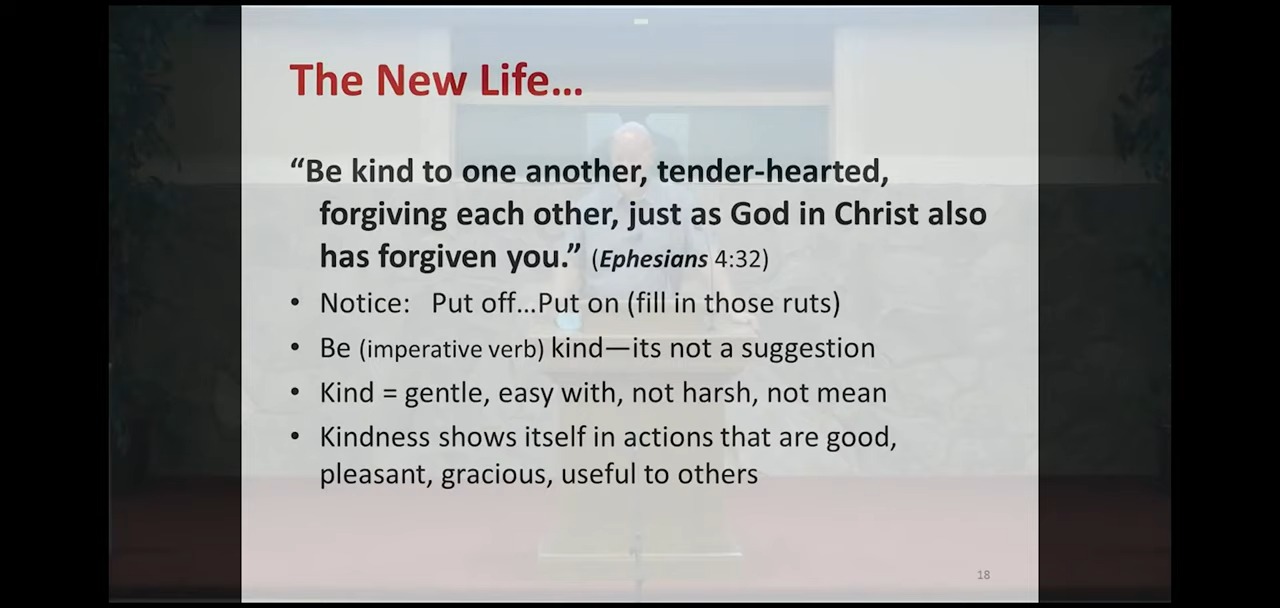 The New Life...
“Be kind to one another, tender-hearted,
forgiving each other, just as God in Christ also
has forgiven you.” (Ephesians 4:32)
• Notice: Put off...Put on (fill in those ruts)
• Be (imperative verb) kind—its not a suggestion
• Kind = gentle, easy with, not harsh, not mean
• Kindness shows itself in actions that are good,
pleasant, gracious, useful to others
18